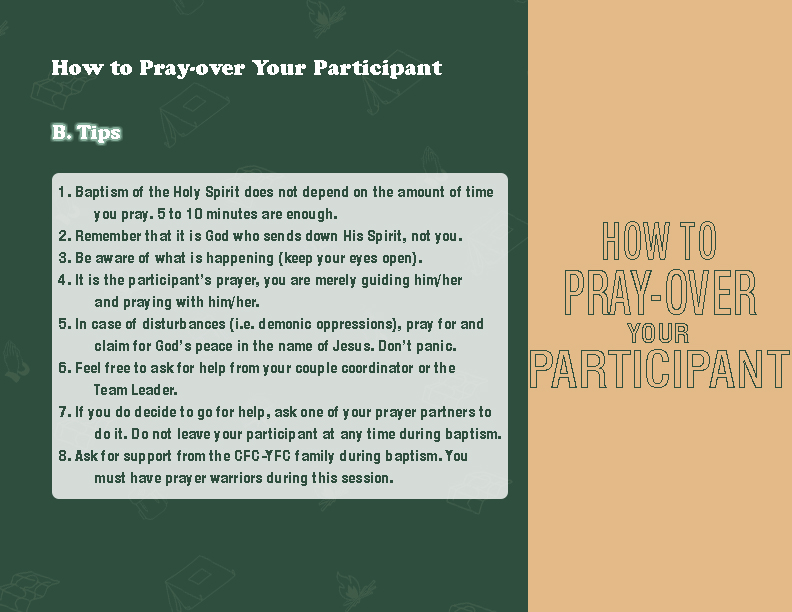 How to Pray-over Your Participant
B. Tips
1. Baptism of the Holy Spirit does not depend on the amount of time
you pray. 5 to 10 minutes are enough.
2. Remember that it is God who sends down His Spirit, not you.
3. Be aware of what is happening (keep your eyes open).
4. It is the participant's prayer, you are merely guiding him/her
and praying with him/her.
5. In case of disturbances (i.e. demonic oppressions), pray for and
claim for God's peace in the name of Jesus. Don't panic.
6. Feel free to ask for help from your couple coordinator or the
Team Leader.
7. If you do decide to go for help, ask one of your prayer partners to
do it. Do not leave your participant at any time during baptism.
8. Ask for support from the CFC-YFC family during baptism. You
must have prayer warriors during this session.
HOW TO
PRAY-OVER
YOUR
PARTICIPANT